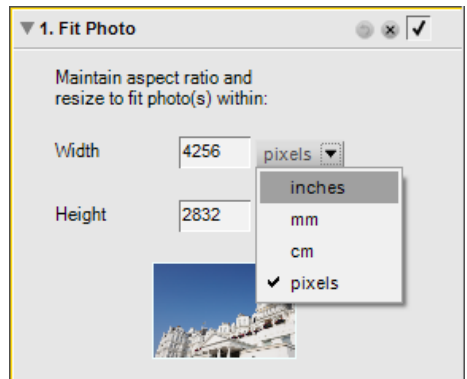 1. Fit Photo
Maintain aspect ratio and
resize to fit photo(s) within:
Width 4256 pixels
inches
Height 2832
mm
cm
pixels